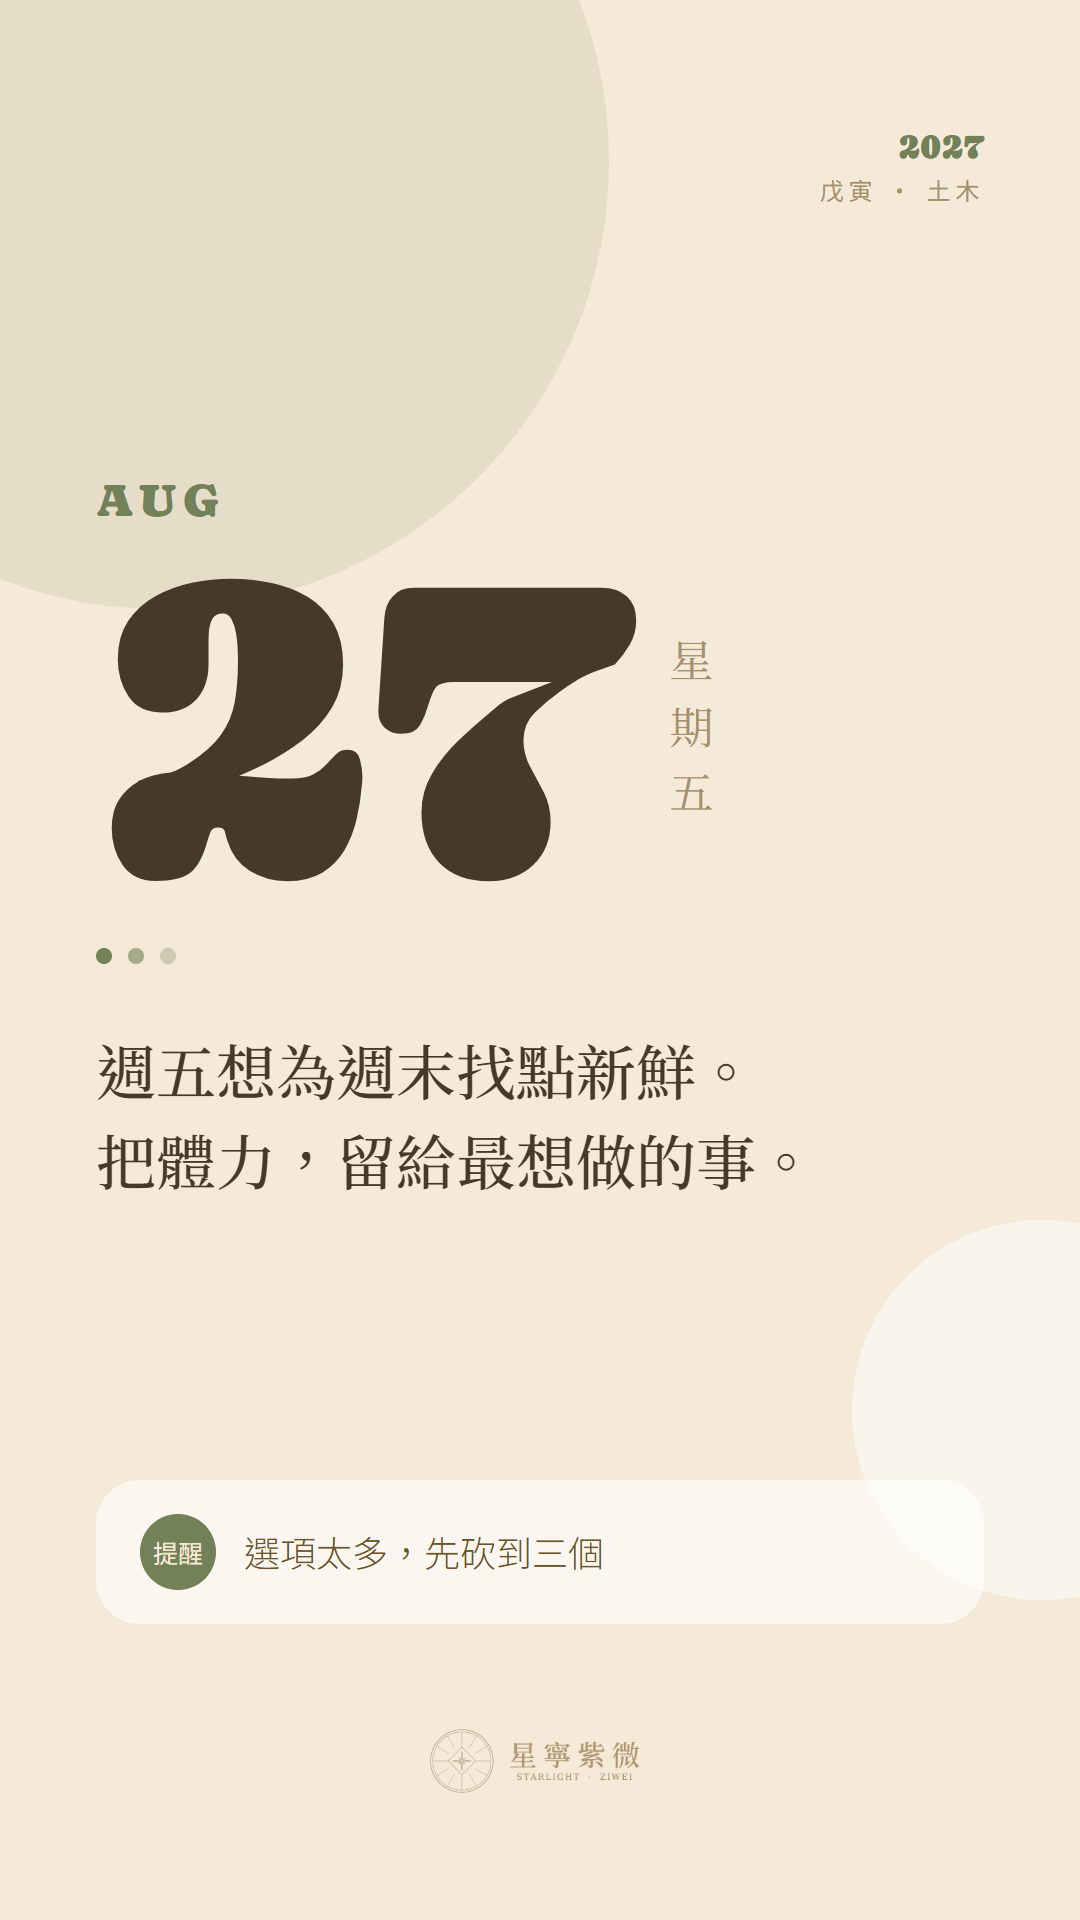 2027
戊寅 · 土木
AUG
27
星期五
週五想為週末找點新鮮。
把體力，留給最想做的事。
提醒
選項太多，先砍到三個
星寧紫微
STARLIGHT · ZIWEI